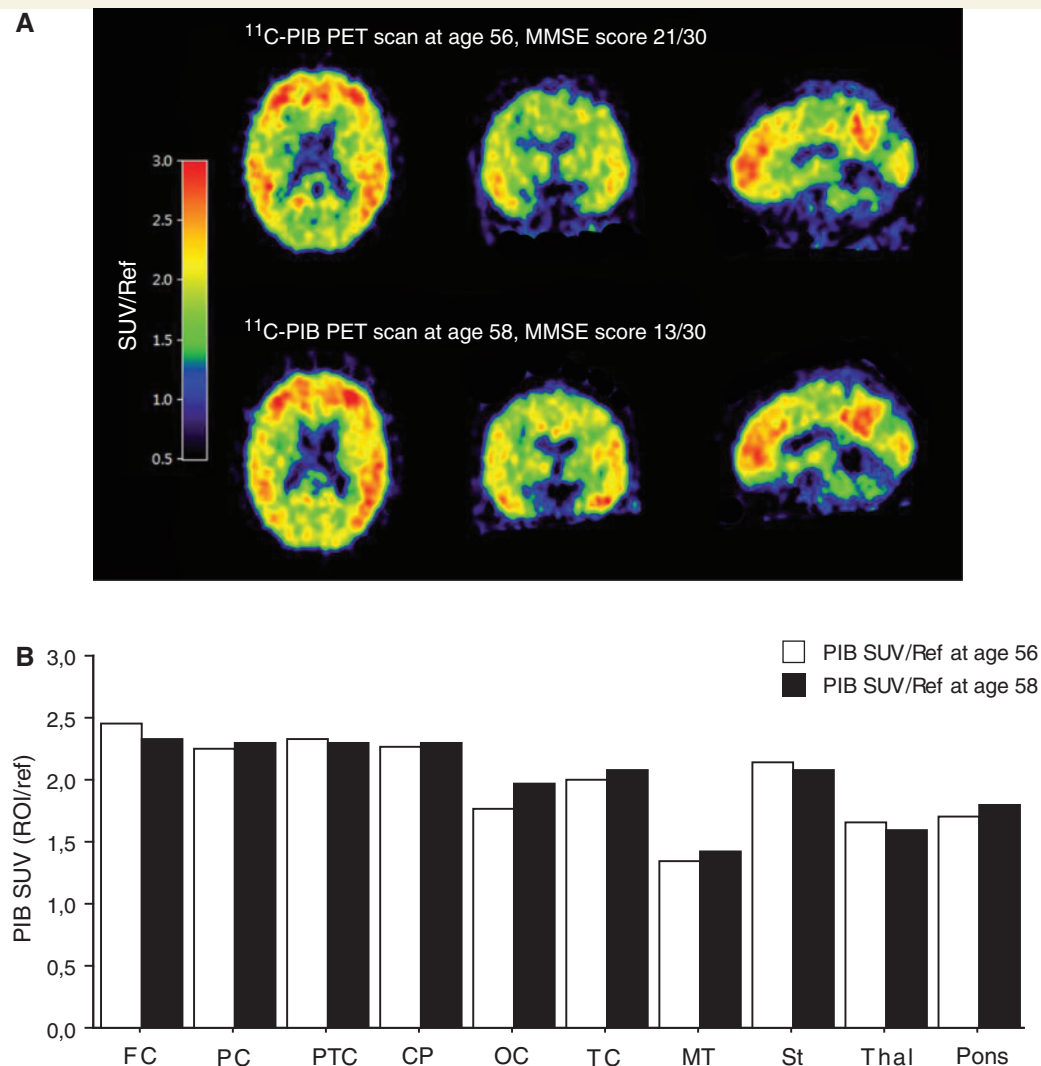 A
¹¹C-PIB PET scan at age 56, MMSE score 21/30
3.0
2.5
2.0
1.5
1.0
0.5
SUV/Ref
¹¹C-PIB PET scan at age 58, MMSE score 13/30
B
PIB SUV/Ref at age 56
PIB SUV/Ref at age 58
3,0
2,5
2,0
1,5
1,0
0,5
0,0
PIB SUV (ROI/ref)
FC PC PTC CP OC TC MT St Thal Pons